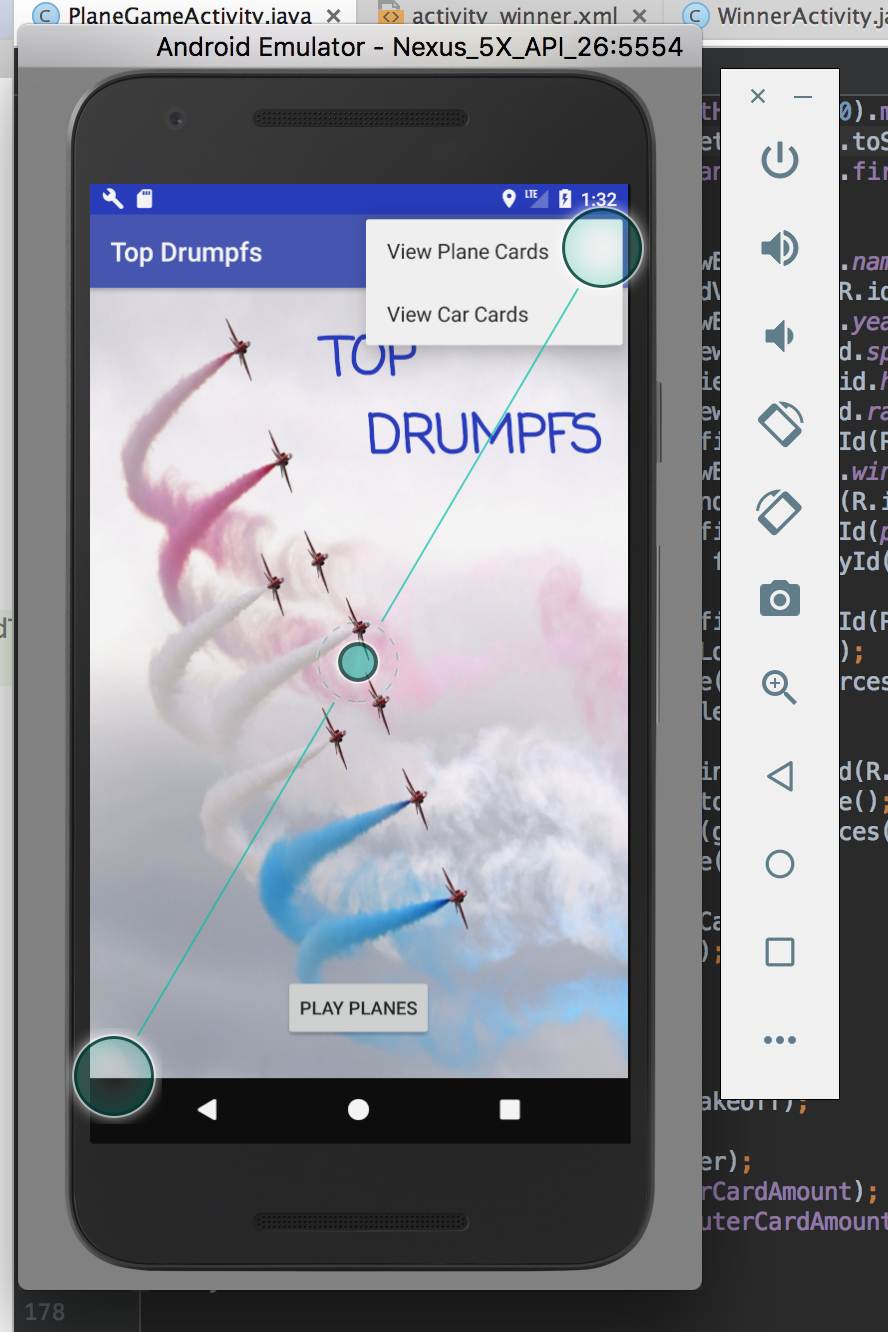 PlaneGameActivity.java
activity_winner.xml
WinnerActivity.ja
Android Emulator - Nexus_5X_API_26:5554
LTE
1:32
Top Drumpfs
View Plane Cards
View Car Cards
TOP
DRUMPFS
PLAY PLANES
0).m
.toS
.fir
.nam
R.id
.yea
d.sp
id.h
d.ra
Id(R
.win
(R.i
Id(p
yId(
Id(R
);
rces
d(R.
e();
ces(
akeoff);
er);
rCardAmount);
uterCardAmount
178